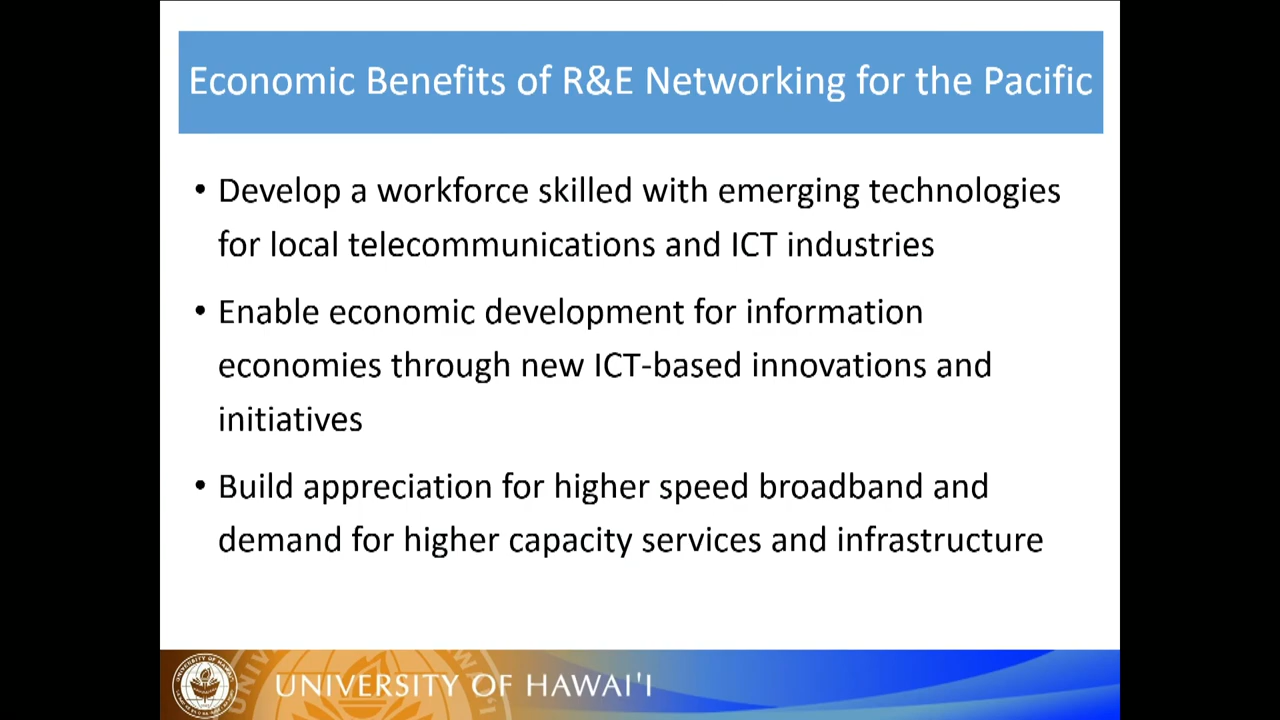 Economic Benefits of R&E Networking for the Pacific
• Develop a workforce skilled with emerging technologies
for local telecommunications and ICT industries
• Enable economic development for information
economies through new ICT-based innovations and
initiatives
• Build appreciation for higher speed broadband and
demand for higher capacity services and infrastructure
UNIVERSITY OF HAWAI'I